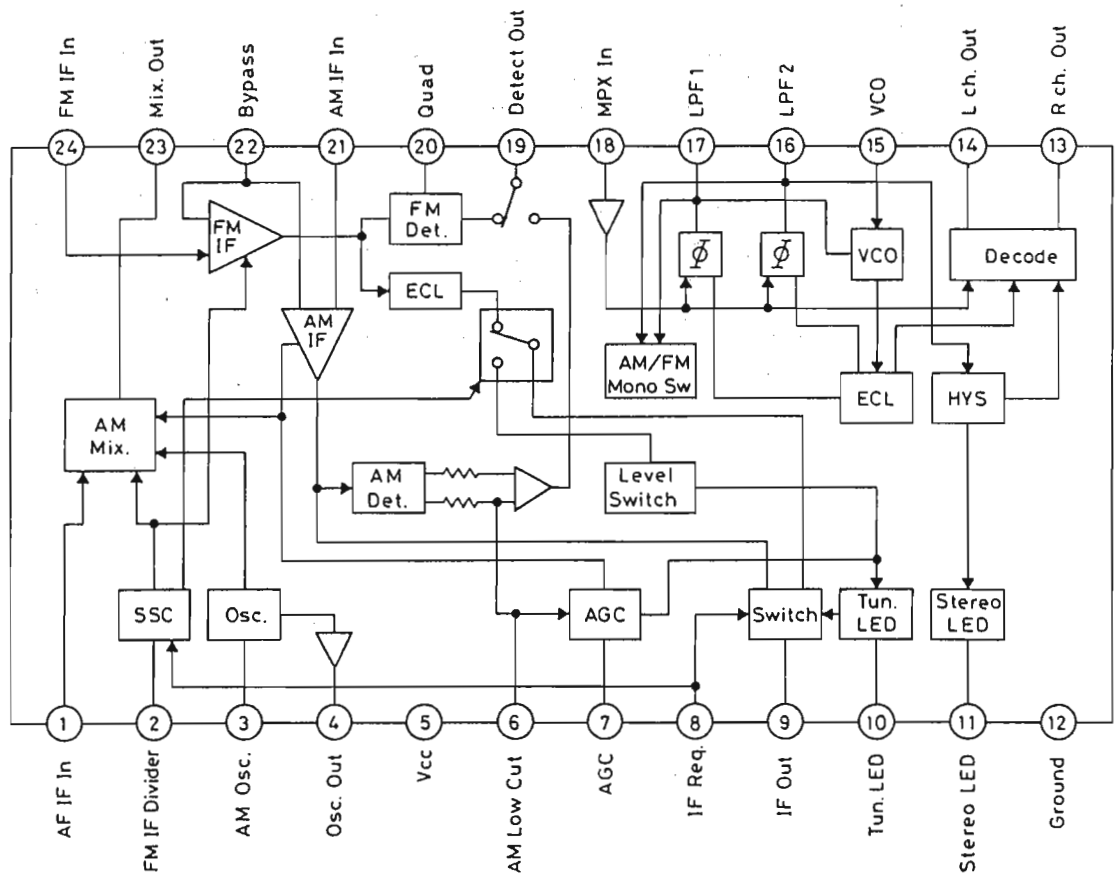 FM IF In
Mix. Out
Bypass
AM IF In
Quad
Detect Out
MPX In
LPF 1
LPF 2
VCO
L ch. Out
R ch. Out
24
23
22
21
20
19
18
17
16
15
14
13
FM
IF
FM
Det.
ECL
AM
IF
Φ
Φ
VCO
Decode
AM/FM
Mono Sw
ECL
HYS
AM
Mix.
AM
Det.
Level
Switch
SSC
Osc.
AGC
Switch
Tun.
LED
Stereo
LED
1
2
3
4
5
6
7
8
9
10
11
12
AF IF In
FM IF Divider
AM Osc.
Osc. Out
Vcc
AM Low Cut
AGC
IF Req.
IF Out
Tun. LED
Stereo LED
Ground